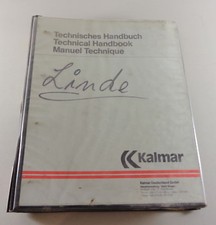 Technisches Handbuch
Technical Handbook
Manuel Technique
Linde
Kalmar